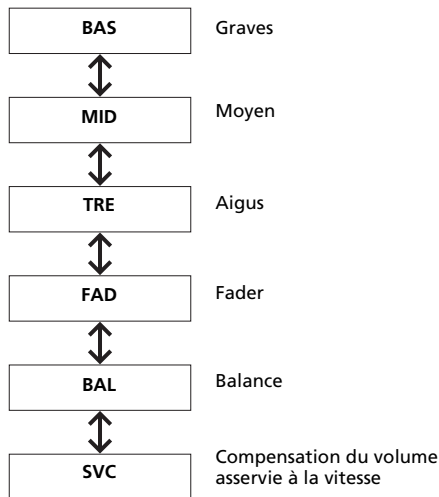 BAS Graves
MID Moyen
TRE Aigus
FAD Fader
BAL Balance
SVC Compensation du volume
asservie à la vitesse